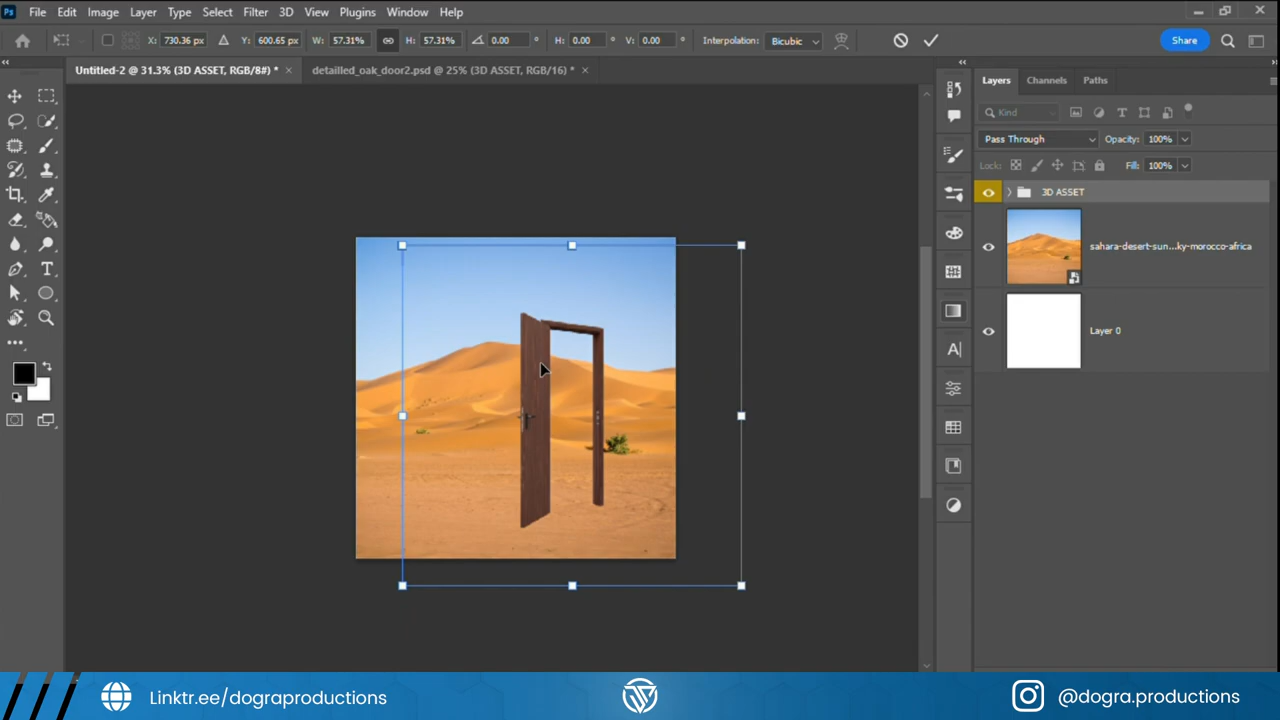 Ps File Edit Image Layer Type Select Filter 3D View Plugins Window Help
X: 730.36 px Y: 600.65 px W: 57.31% H: 57.31% 0.00 ° H: 0.00 ° V: 0.00 ° Interpolation: Bicubic Share
Untitled-2 @ 31.3% (3D ASSET, RGB/8#) * × detailled_oak_door2.psd @ 25% (3D ASSET, RGB/16) * ×
Layers Channels Paths
Kind
Pass Through Opacity: 100%
Lock: Fill: 100%
3D ASSET
sahara-desert-sun...ky-morocco-africa
Layer 0
Linktr.ee/dograproductions
@dogra.productions